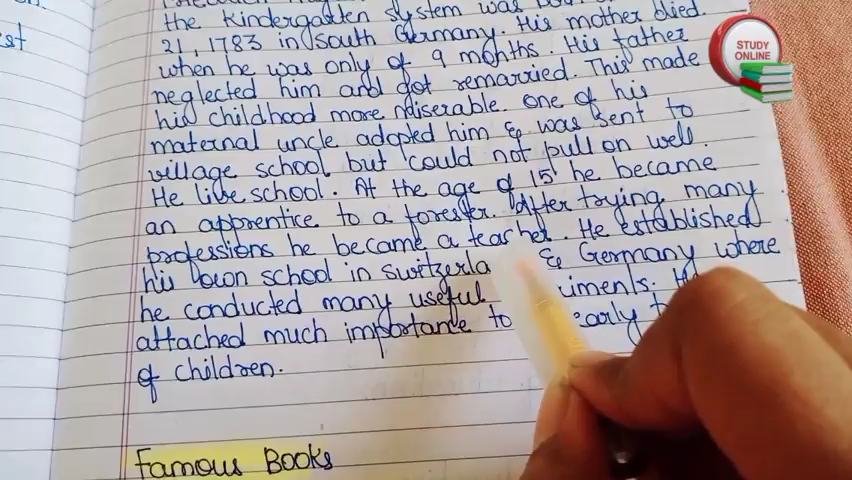 the Kindergarten system was
21, 1783 in South Germany. His mother died
when he was only of 9 months. His father
neglected him and got remarried. This made
his childhood more miserable. One of his
maternal uncle adopted him & was sent to
village school but could not pull on well.
He live school. At the age of 15 he became
an apprentice to a forester. After trying many
professions he became a teacher. He established
his own school in Switzerla & Germany where
he conducted many useful iments.
attached much importance to early
of children.
Famous Books
st
STUDY
ONLINE